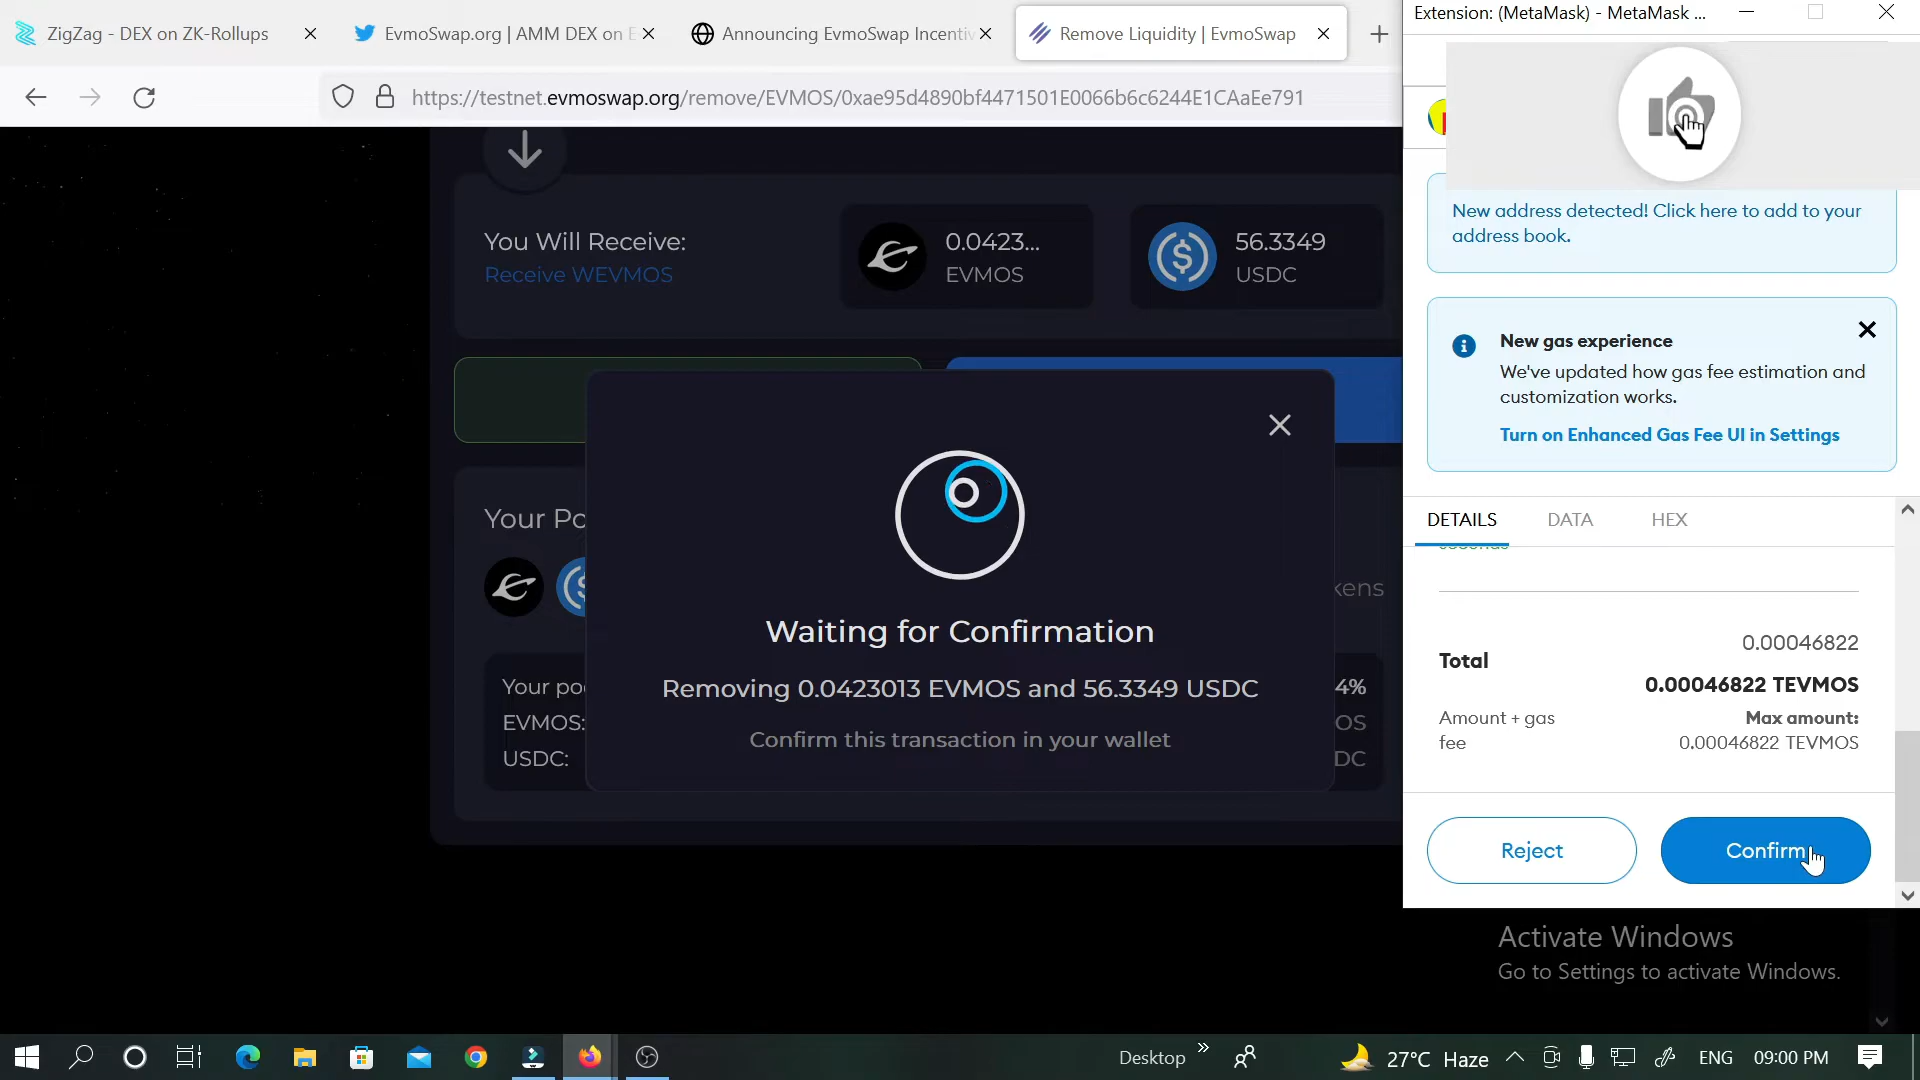 ZigZag - DEX on ZK-Rollups
EvmoSwap.org | AMM DEX on E
Announcing EvmoSwap Incentiv
Remove Liquidity | EvmoSwap
https://testnet.evmoswap.org/remove/EVMOS/0xae95d4890bf4471501E0066b6c6244E1CAaEe791
You Will Receive:
Receive WEVMOS
0.0423...
EVMOS
56.3349
USDC
Your Po
kens
Your po
4%
EVMOS:
OS
USDC:
DC
Waiting for Confirmation
Removing 0.0423013 EVMOS and 56.3349 USDC
Confirm this transaction in your wallet
Extension: (MetaMask) - MetaMask ...
New address detected! Click here to add to your
address book.
New gas experience
We've updated how gas fee estimation and
customization works.
Turn on Enhanced Gas Fee UI in Settings
DETAILS
DATA
HEX
seconds
Total
0.00046822
0.00046822 TEVMOS
Amount + gas
fee
Max amount:
0.00046822 TEVMOS
Reject
Confirm
Activate Windows
Go to Settings to activate Windows.
Desktop
27°C Haze
ENG
09:00 PM